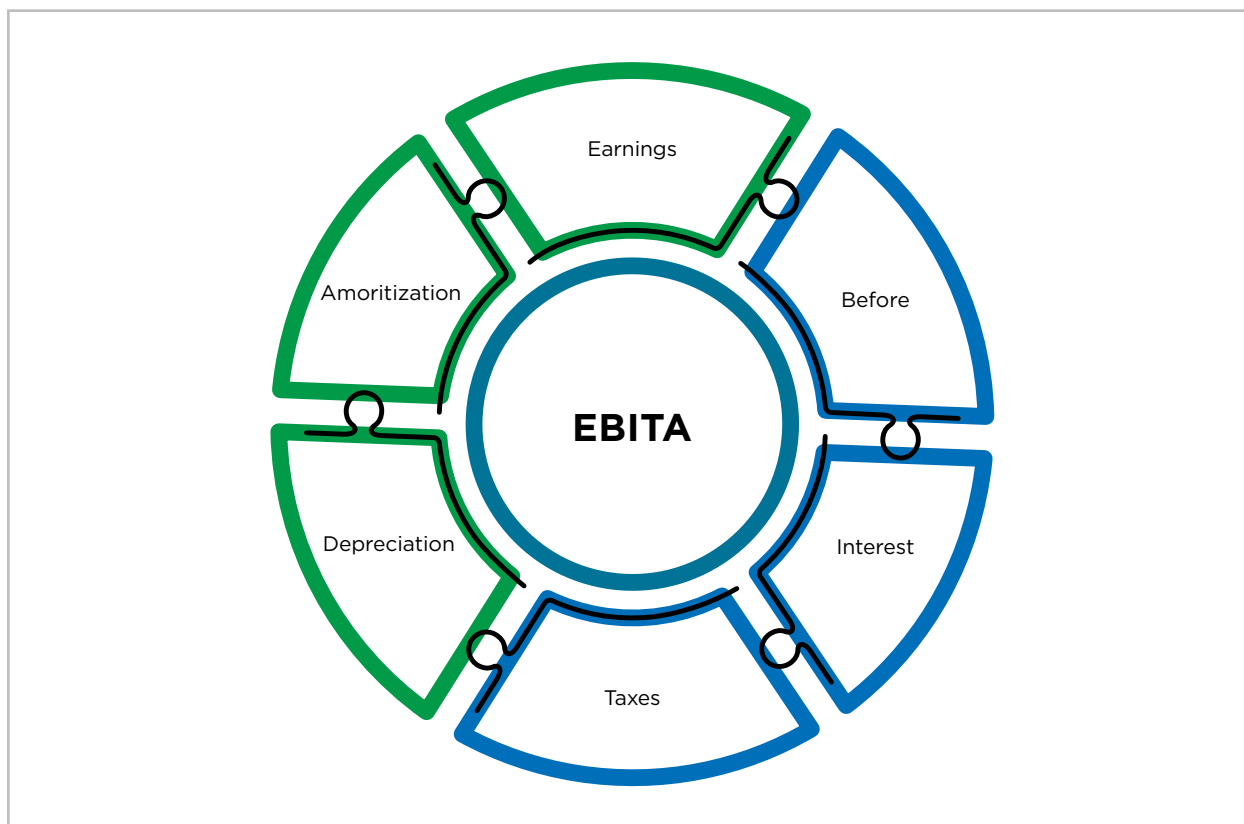 Earnings
Before
Interest
Taxes
Depreciation
Amoritization
EBITA